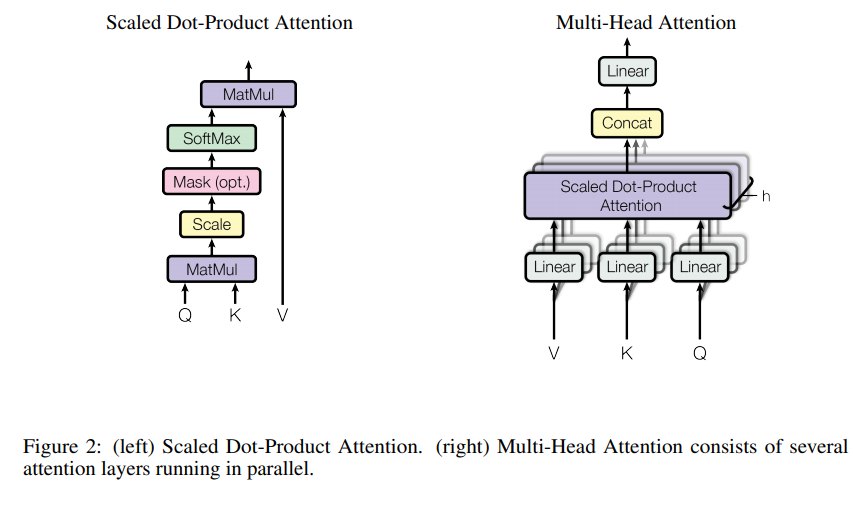 Scaled Dot-Product Attention
MatMul
SoftMax
Mask (opt.)
Scale
MatMul
Q K V
Multi-Head Attention
Linear
Concat
Scaled Dot-Product
Attention
h
Linear Linear Linear
V K Q
Figure 2: (left) Scaled Dot-Product Attention. (right) Multi-Head Attention consists of several
attention layers running in parallel.